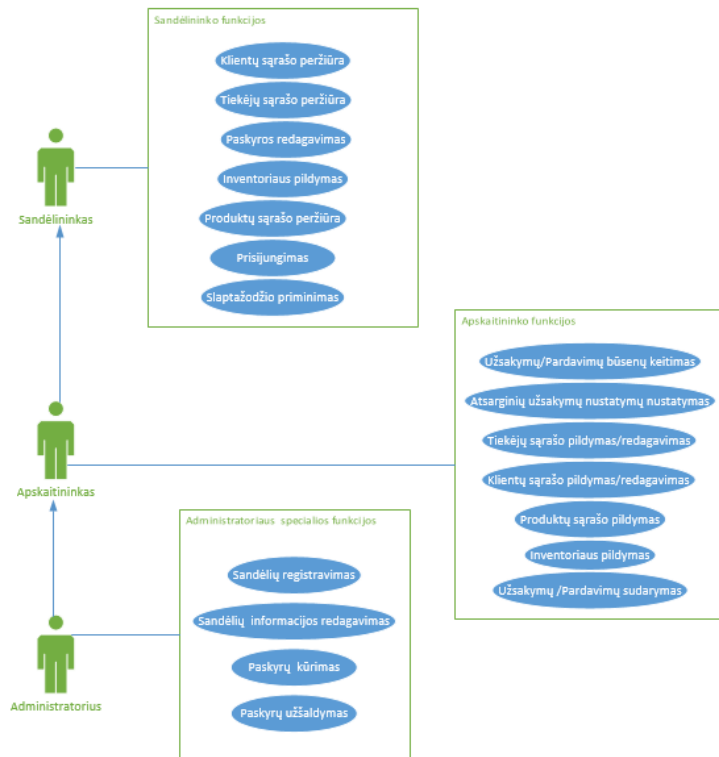 Sandėlininko funkcijos
Klientų sąrašo peržiūra
Tiekėjų sąrašo peržiūra
Paskyros redagavimas
Inventoriaus pildymas
Produktų sąrašo peržiūra
Prisijungimas
Slaptažodžio priminimas
Sandėlininkas
Apskaitininko funkcijos
Užsakymų/Pardavimų būsenų keitimas
Atsarginių užsakymų nustatymų nustatymas
Tiekėjų sąrašo pildymas/redagavimas
Klientų sąrašo pildymas/redagavimas
Produktų sąrašo pildymas
Inventoriaus pildymas
Užsakymų /Pardavimų sudarymas
Apskaitininkas
Administratoriaus specialios funkcijos
Sandėlių registravimas
Sandėlių informacijos redagavimas
Paskyrų kūrimas
Paskyrų užšaldymas
Administratorius